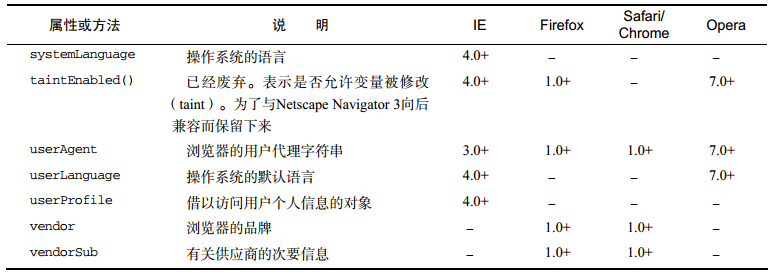 属性或方法 说 明 IE Firefox Safari/ Chrome Opera
systemLanguage 操作系统的语言 4.0+ – – –
taintEnabled() 已经废弃。表示是否允许变量被修改 4.0+ 1.0+ – 7.0+
（taint）。为了与Netscape Navigator 3向后
兼容而保留下来
userAgent 浏览器的用户代理字符串 3.0+ 1.0+ 1.0+ 7.0+
userLanguage 操作系统的默认语言 4.0+ – – 7.0+
userProfile 借以访问用户个人信息的对象 4.0+ – – –
vendor 浏览器的品牌 – 1.0+ 1.0+ –
vendorSub 有关供应商的次要信息 – 1.0+ 1.0+ –